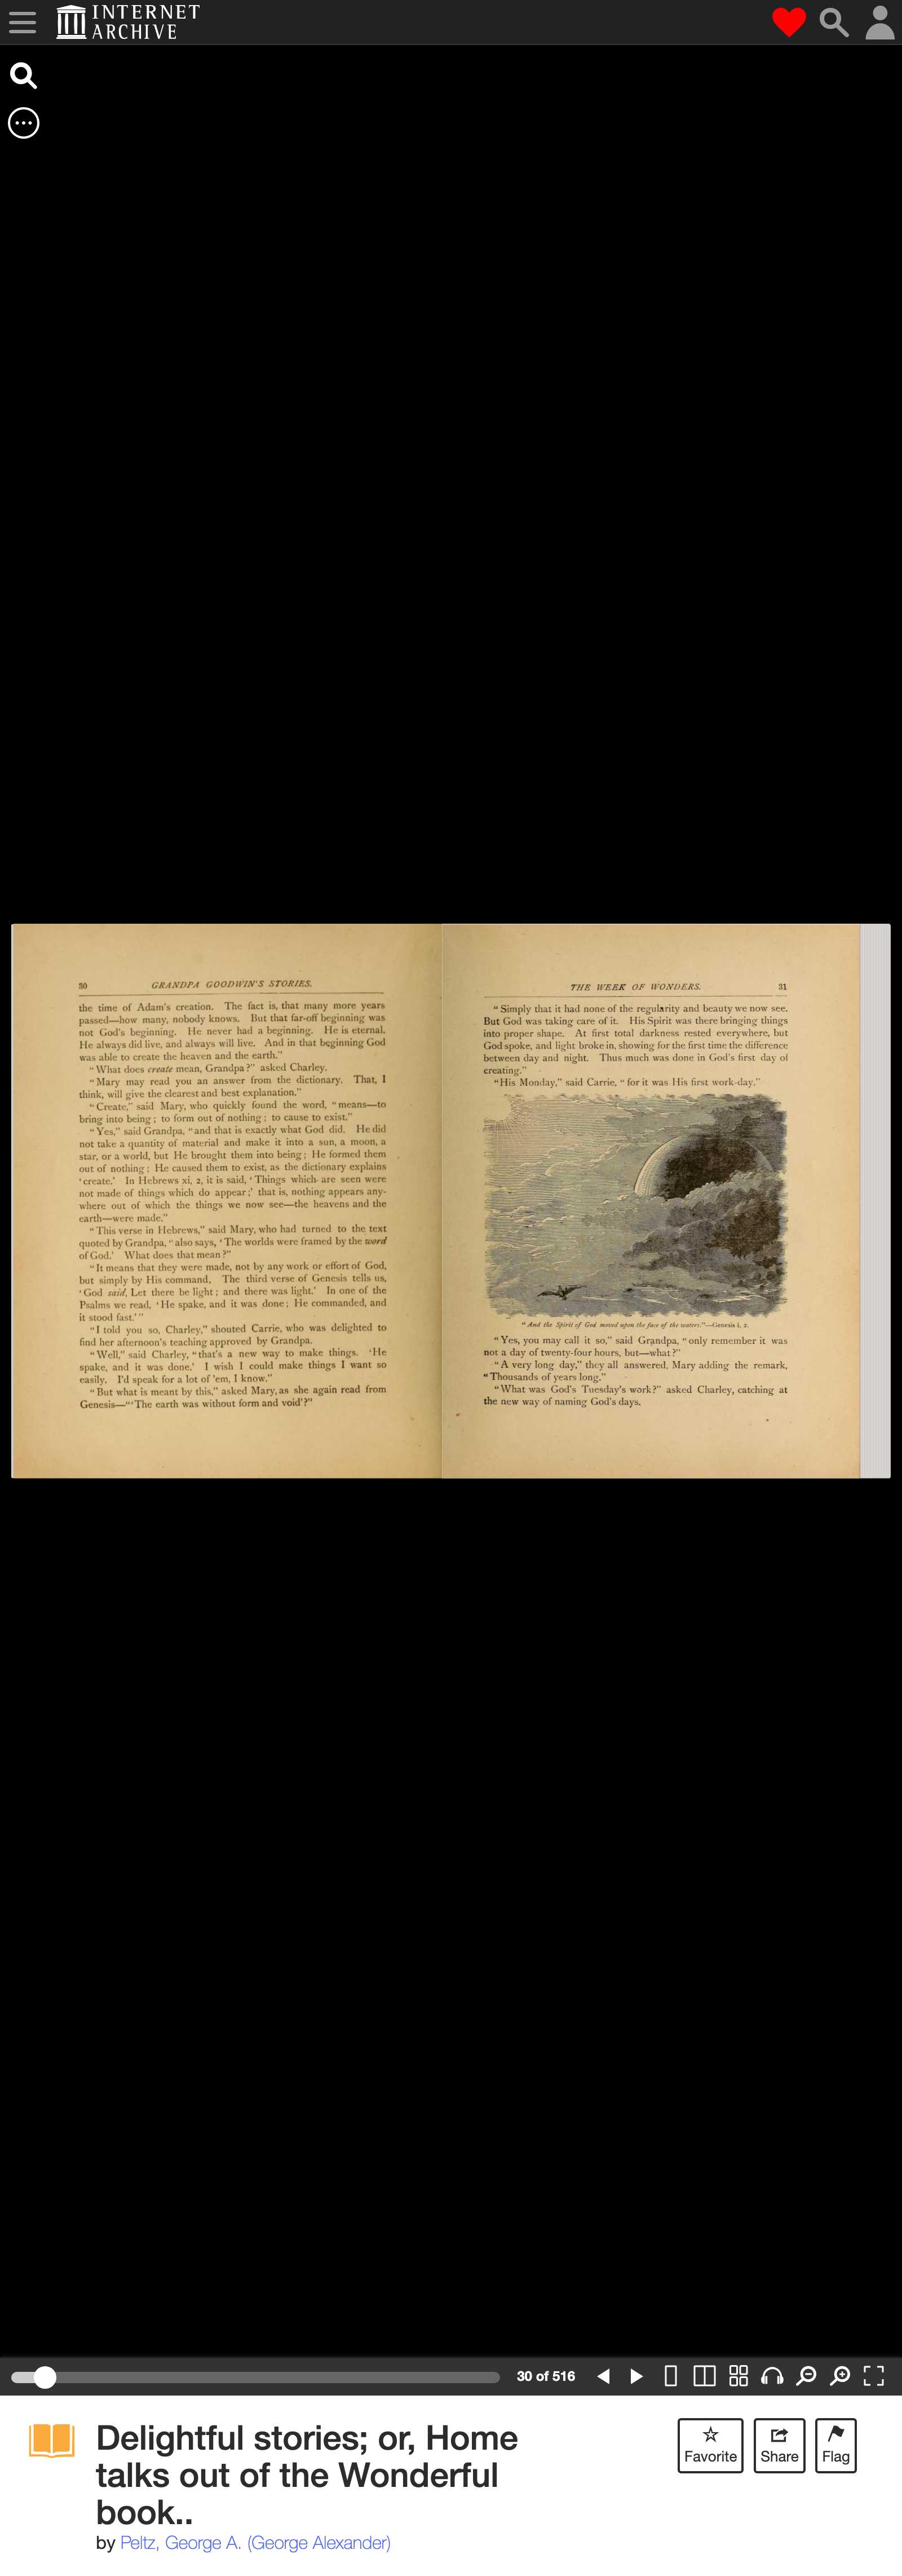 INTERNET
ARCHIVE
30 GRANDPA GOODWIN'S STORIES.
the time of Adam's creation. The fact is, that many more years
passed—how many, nobody knows. But that far-off beginning was
not God's beginning. He never had a beginning. He is eternal.
He always did live, and always will live. And in that beginning God
was able to create the heaven and the earth."
"What does create mean, Grandpa?" asked Charley.
"Mary may read you an answer from the dictionary. That, I
think, will give the clearest and best explanation."
"Create," said Mary, who quickly found the word, "means—to
bring into being; to form out of nothing; to cause to exist."
"Yes," said Grandpa, "and that is exactly what God did. He did
not take a quantity of material and make it into a sun, a moon, a
star, or a world, but He brought them into being; He formed them
out of nothing; He caused them to exist, as the dictionary explains
'create.' In Hebrews xi, 2, it is said, 'Things which are seen were
not made of things which do appear;' that is, nothing appears any-
where out of which the things we now see—the heavens and the
earth—were made."
"This verse in Hebrews," said Mary, who had turned to the text
quoted by Grandpa, "also says, 'The worlds were framed by the word
of God.' What does that mean?"
"It means that they were made, not by any work or effort of God,
but simply by His command. The third verse of Genesis tells us,
'God said, Let there be light; and there was light.' In one of the
Psalms we read, 'He spake, and it was done; He commanded, and
it stood fast.'"
"I told you so, Charley," shouted Carrie, who was delighted to
find her afternoon's teaching approved by Grandpa.
"Well," said Charley, "that's a new way to make things. 'He
spake, and it was done.' I wish I could make things I want so
easily. I'd speak for a lot of 'em, I know."
"But what is meant by this," asked Mary, as she again read from
Genesis—"'The earth was without form and void'?"
THE WEEK OF WONDERS. 31
"Simply that it had none of the regularity and beauty we now see.
But God was taking care of it. His Spirit was there bringing things
into proper shape. At first total darkness rested everywhere, but
God spoke, and light broke in, showing for the first time the difference
between day and night. Thus much was done in God's first day of
creating."
"His Monday," said Carrie, "for it was His first work-day."
"And the Spirit of God moved upon the face of the waters."—Genesis i, 2.
"Yes, you may call it so," said Grandpa, "only remember it was
not a day of twenty-four hours, but—what?"
"A very long day," they all answered, Mary adding the remark,
"Thousands of years long."
"What was God's Tuesday's work?" asked Charley, catching at
the new way of naming God's days.
30 of 516
Delightful stories; or, Home
talks out of the Wonderful
book..
by Peltz, George A. (George Alexander)
Favorite
Share
Flag